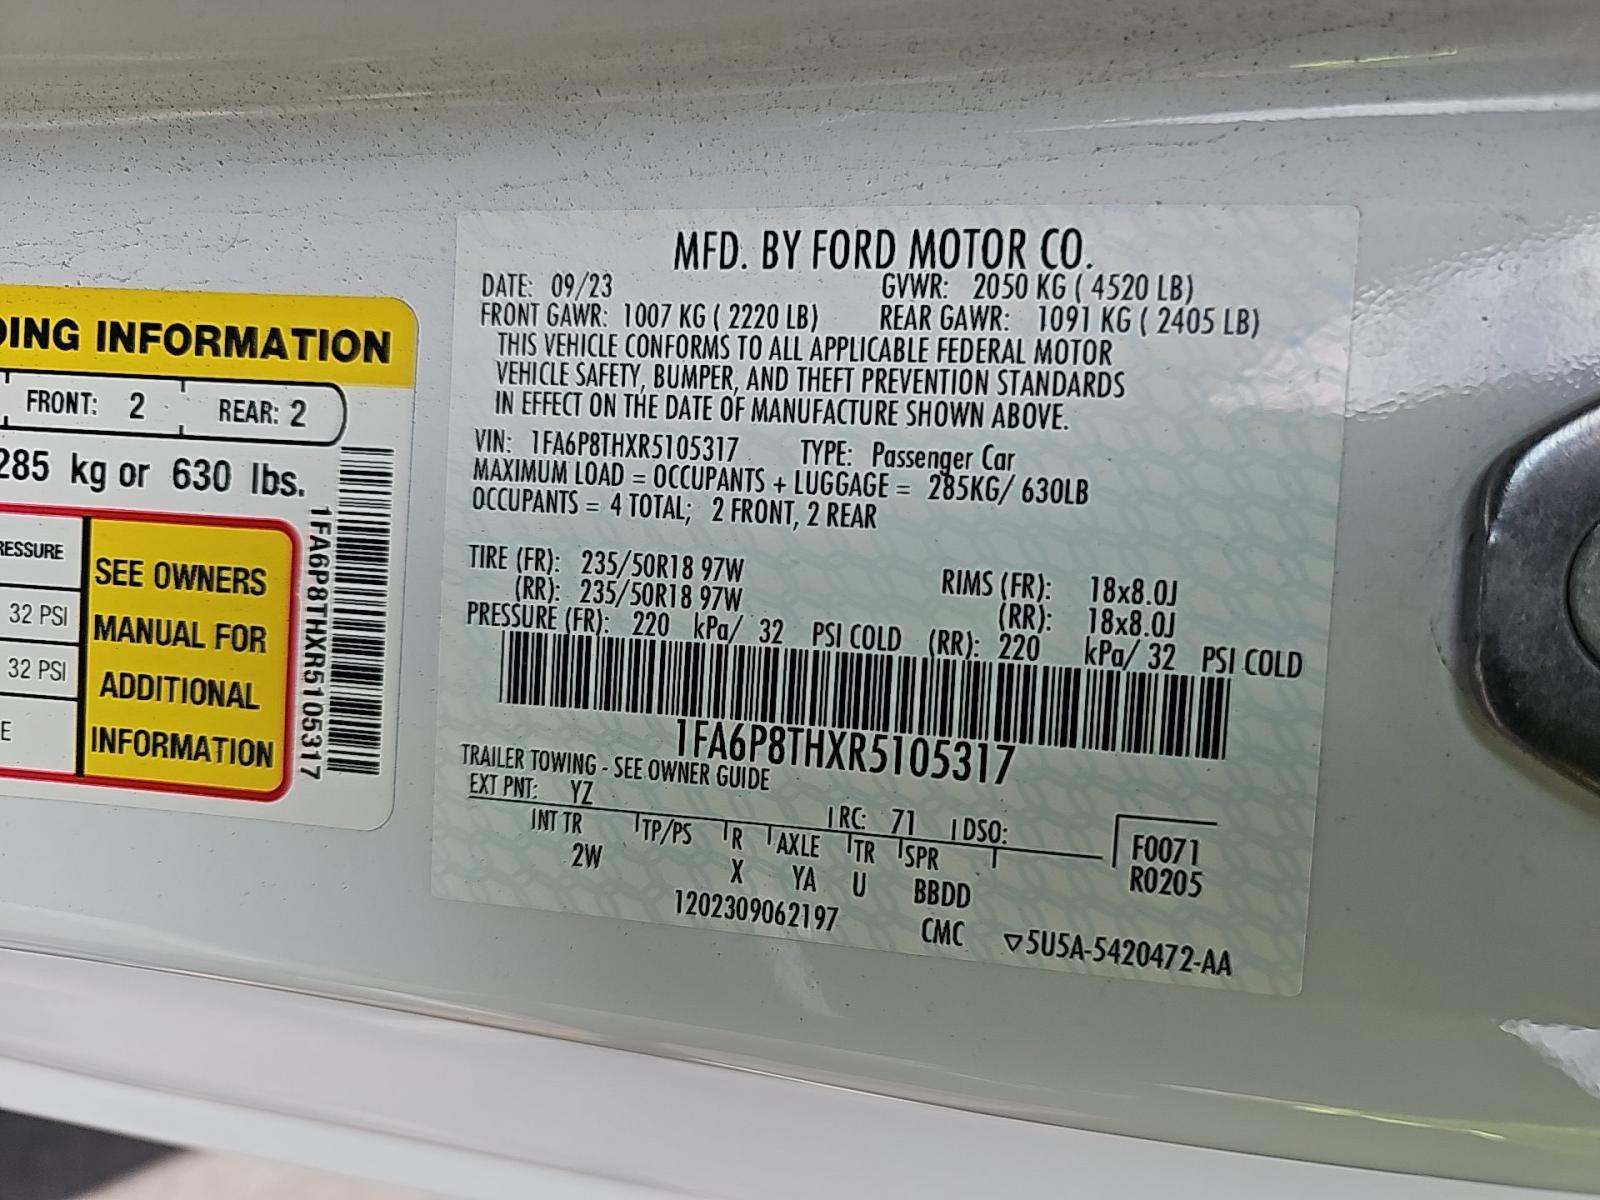 DING INFORMATION
FRONT: 2 REAR: 2
285 kg or 630 lbs.
RESSURE
32 PSI
32 PSI
E
SEE OWNERS
MANUAL FOR
ADDITIONAL
INFORMATION
1FA6P8THXR5105317
MFD. BY FORD MOTOR CO.
DATE: 09/23 GVWR: 2050 KG ( 4520 LB)
FRONT GAWR: 1007 KG ( 2220 LB) REAR GAWR: 1091 KG ( 2405 LB)
THIS VEHICLE CONFORMS TO ALL APPLICABLE FEDERAL MOTOR
VEHICLE SAFETY, BUMPER, AND THEFT PREVENTION STANDARDS
IN EFFECT ON THE DATE OF MANUFACTURE SHOWN ABOVE.
VIN: 1FA6P8THXR5105317 TYPE: Passenger Car
MAXIMUM LOAD = OCCUPANTS + LUGGAGE = 285KG/ 630LB
OCCUPANTS = 4 TOTAL; 2 FRONT, 2 REAR
TIRE (FR): 235/50R18 97W RIMS (FR): 18x8.0J
(RR): 235/50R18 97W (RR): 18x8.0J
PRESSURE (FR): 220 kPa/ 32 PSI COLD (RR): 220 kPa/ 32 PSI COLD
1FA6P8THXR5105317
TRAILER TOWING - SEE OWNER GUIDE
EXT PNT: YZ RC: 71 DSO:
INT TR TP/PS R AXLE TR SPR
2W X YA U BBDD
F0071
R0205
1202309062197 CMC ▽5U5A-5420472-AA